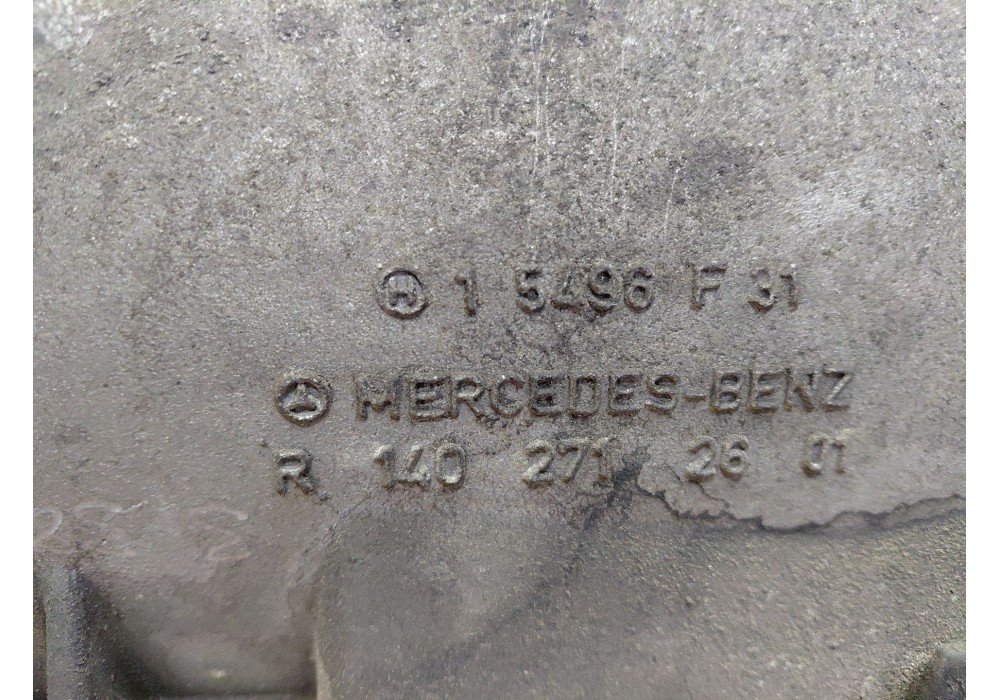 H 1 5496 F 31
MERCEDES-BENZ
R 140 271 26 01